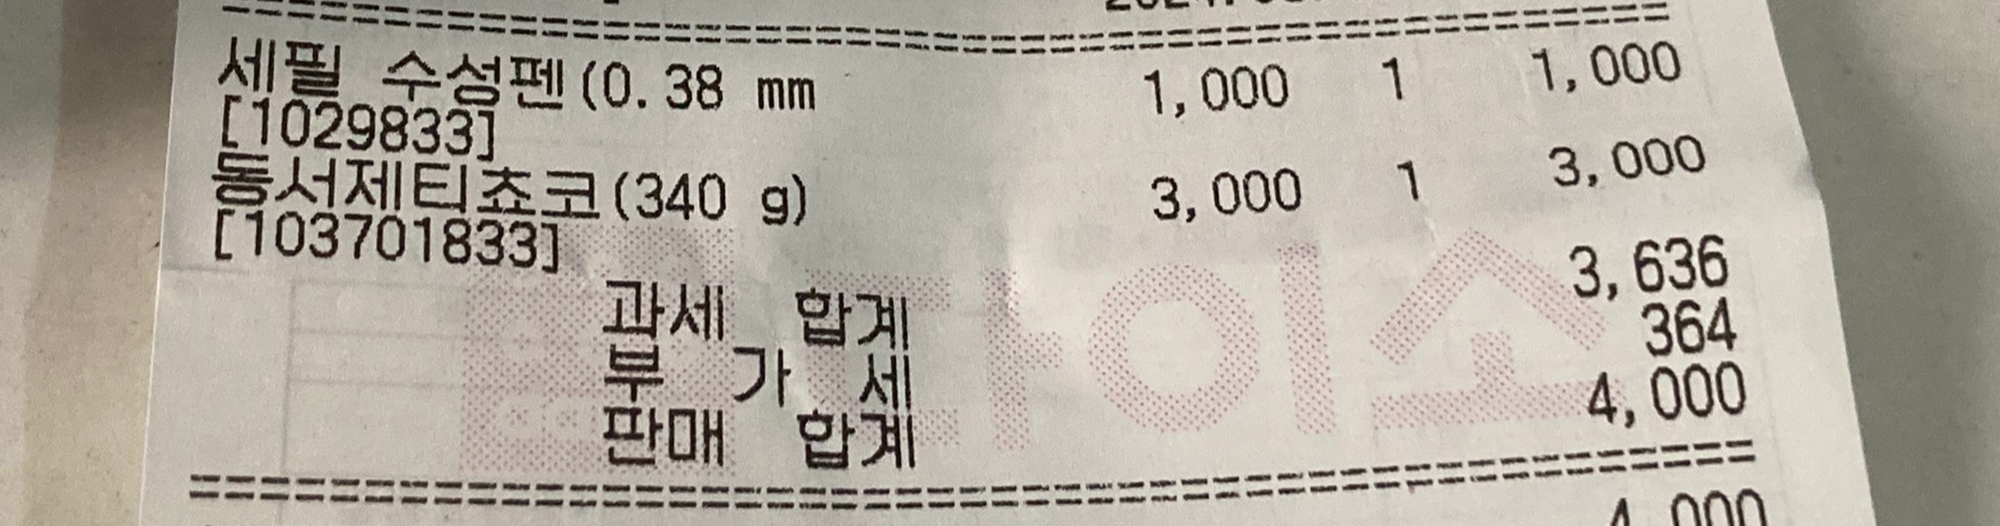 세필 수성펜(0.38 mm 1,000 1 1,000
[1029833]
동서제티쵸코(340 g) 3,000 1 3,000
[103701833]
과세 합계 3,636
부 가 세 364
판매 합계 4,000
4,000
다이소